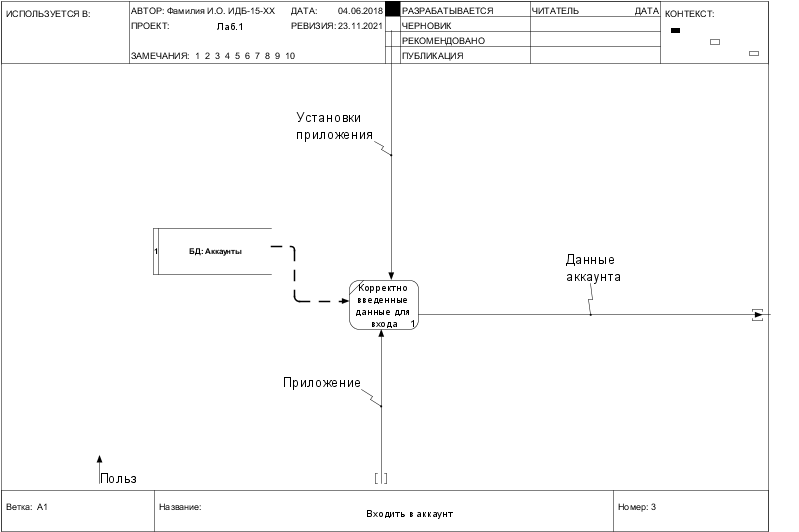 ИСПОЛЬЗУЕТСЯ В:
АВТОР: Фамилия И.О. ИДБ-15-ХХ
ДАТА: 04.06.2018
ПРОЕКТ: Лаб.1
РЕВИЗИЯ: 23.11.2021
ЗАМЕЧАНИЯ: 1 2 3 4 5 6 7 8 9 10
РАЗРАБАТЫВАЕТСЯ
ЧЕРНОВИК
РЕКОМЕНДОВАНО
ПУБЛИКАЦИЯ
ЧИТАТЕЛЬ ДАТА
КОНТЕКСТ:
Установки
приложения
1 БД: Аккаунты
Данные
аккаунта
Корректно
введенные
данные для
входа 1
Приложение
Польз
Ветка: А1
Название:
Входить в аккаунт
Номер: 3